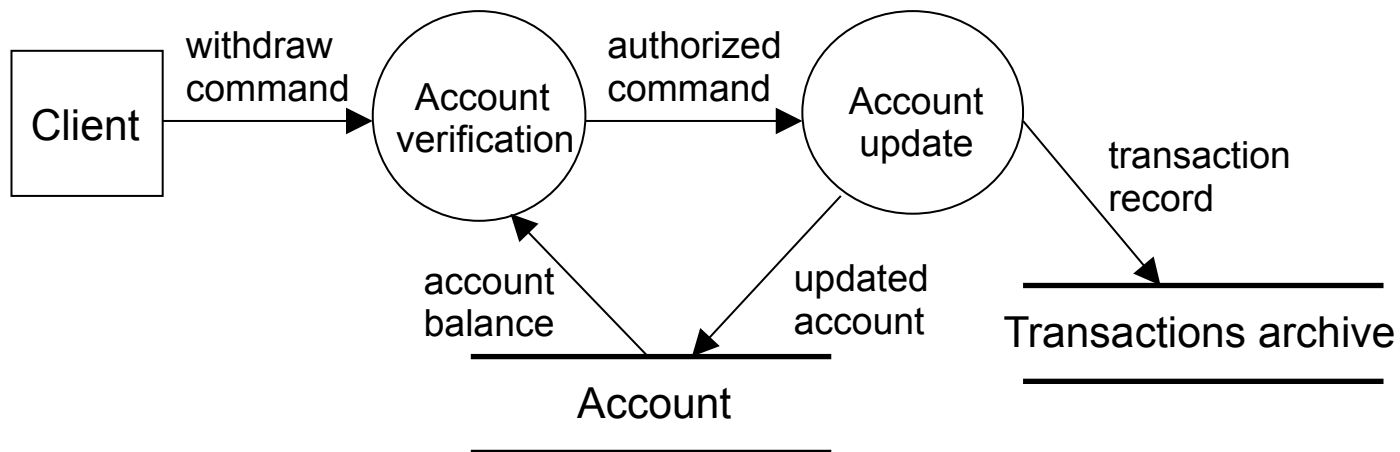 withdraw
command
authorized
command
Client
Account
verification
Account
update
transaction
record
account
balance
updated
account
Transactions archive
Account